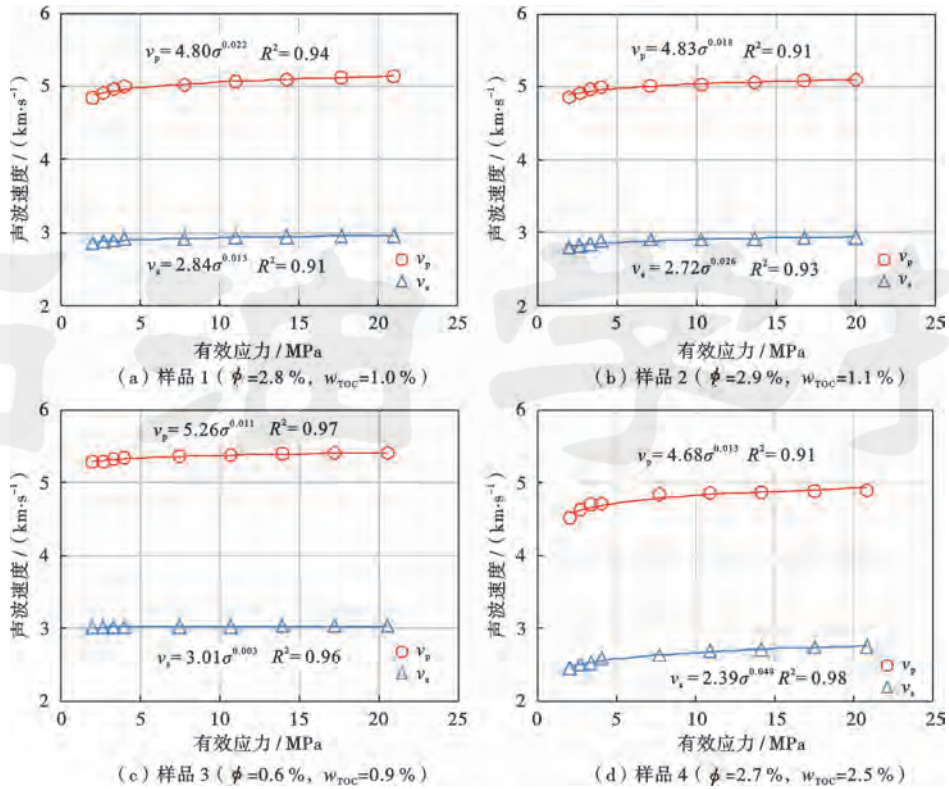 6
v_p=4.80σ^0.022 R²=0.94
5
4
3
2
声波速度/(km·s⁻¹)
v_s=2.84σ^0.015 R²=0.91
v_p
v_s
0 5 10 15 20 25
有效应力/MPa
(a)样品1(ϕ=2.8%, w_TOC=1.0%)
6
v_p=4.83σ^0.018 R²=0.91
5
4
3
2
声波速度/(km·s⁻¹)
v_s=2.72σ^0.026 R²=0.93
v_p
v_s
0 5 10 15 20 25
有效应力/MPa
(b)样品2(ϕ=2.9%, w_TOC=1.1%)
6
v_p=5.26σ^0.011 R²=0.97
5
4
3
2
声波速度/(km·s⁻¹)
v_s=3.01σ^0.003 R²=0.96
v_p
v_s
0 5 10 15 20 25
有效应力/MPa
(c)样品3(ϕ=0.6%, w_TOC=0.9%)
6
v_p=4.68σ^0.013 R²=0.91
5
4
3
2
声波速度/(km·s⁻¹)
v_s=2.39σ^0.048 R²=0.98
v_p
v_s
0 5 10 15 20 25
有效应力/MPa
(d)样品4(ϕ=2.7%, w_TOC=2.5%)